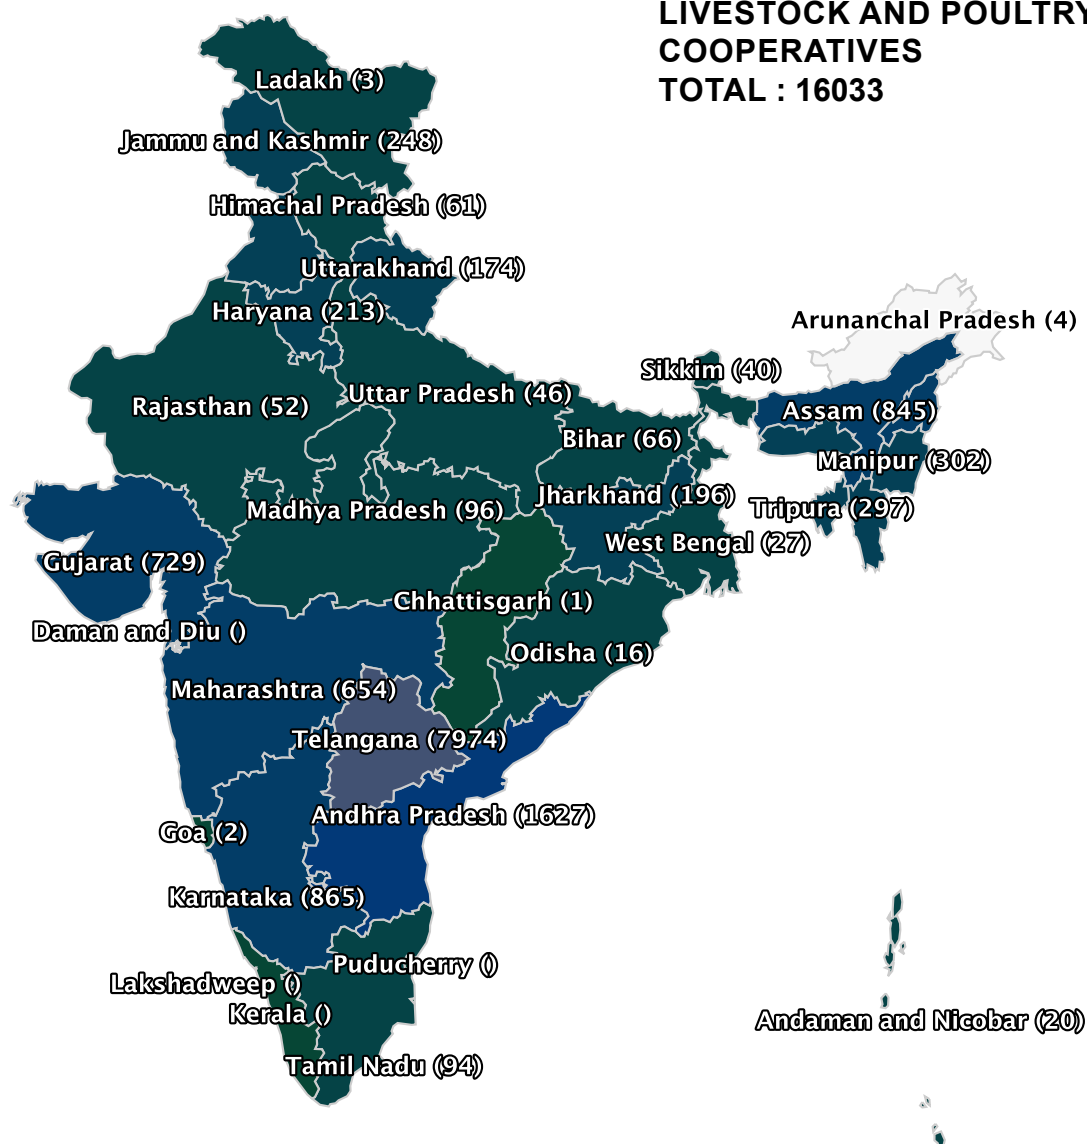 LIVESTOCK AND POULTRY
COOPERATIVES
TOTAL : 16033
Ladakh (3)
Jammu and Kashmir (248)
Himachal Pradesh (61)
Uttarakhand (174)
Haryana (213)
Arunanchal Pradesh (4)
Sikkim (40)
Uttar Pradesh (46)
Rajasthan (52)
Assam (845)
Bihar (66)
Manipur (302)
Jharkhand (196)
Madhya Pradesh (96)
Tripura (297)
West Bengal (27)
Gujarat (729)
Chhattisgarh (1)
Daman and Diu ()
Odisha (16)
Maharashtra (654)
Telangana (7974)
Andhra Pradesh (1627)
Goa (2)
Karnataka (865)
Puducherry ()
Lakshadweep ()
Kerala ()
Andaman and Nicobar (20)
Tamil Nadu (94)